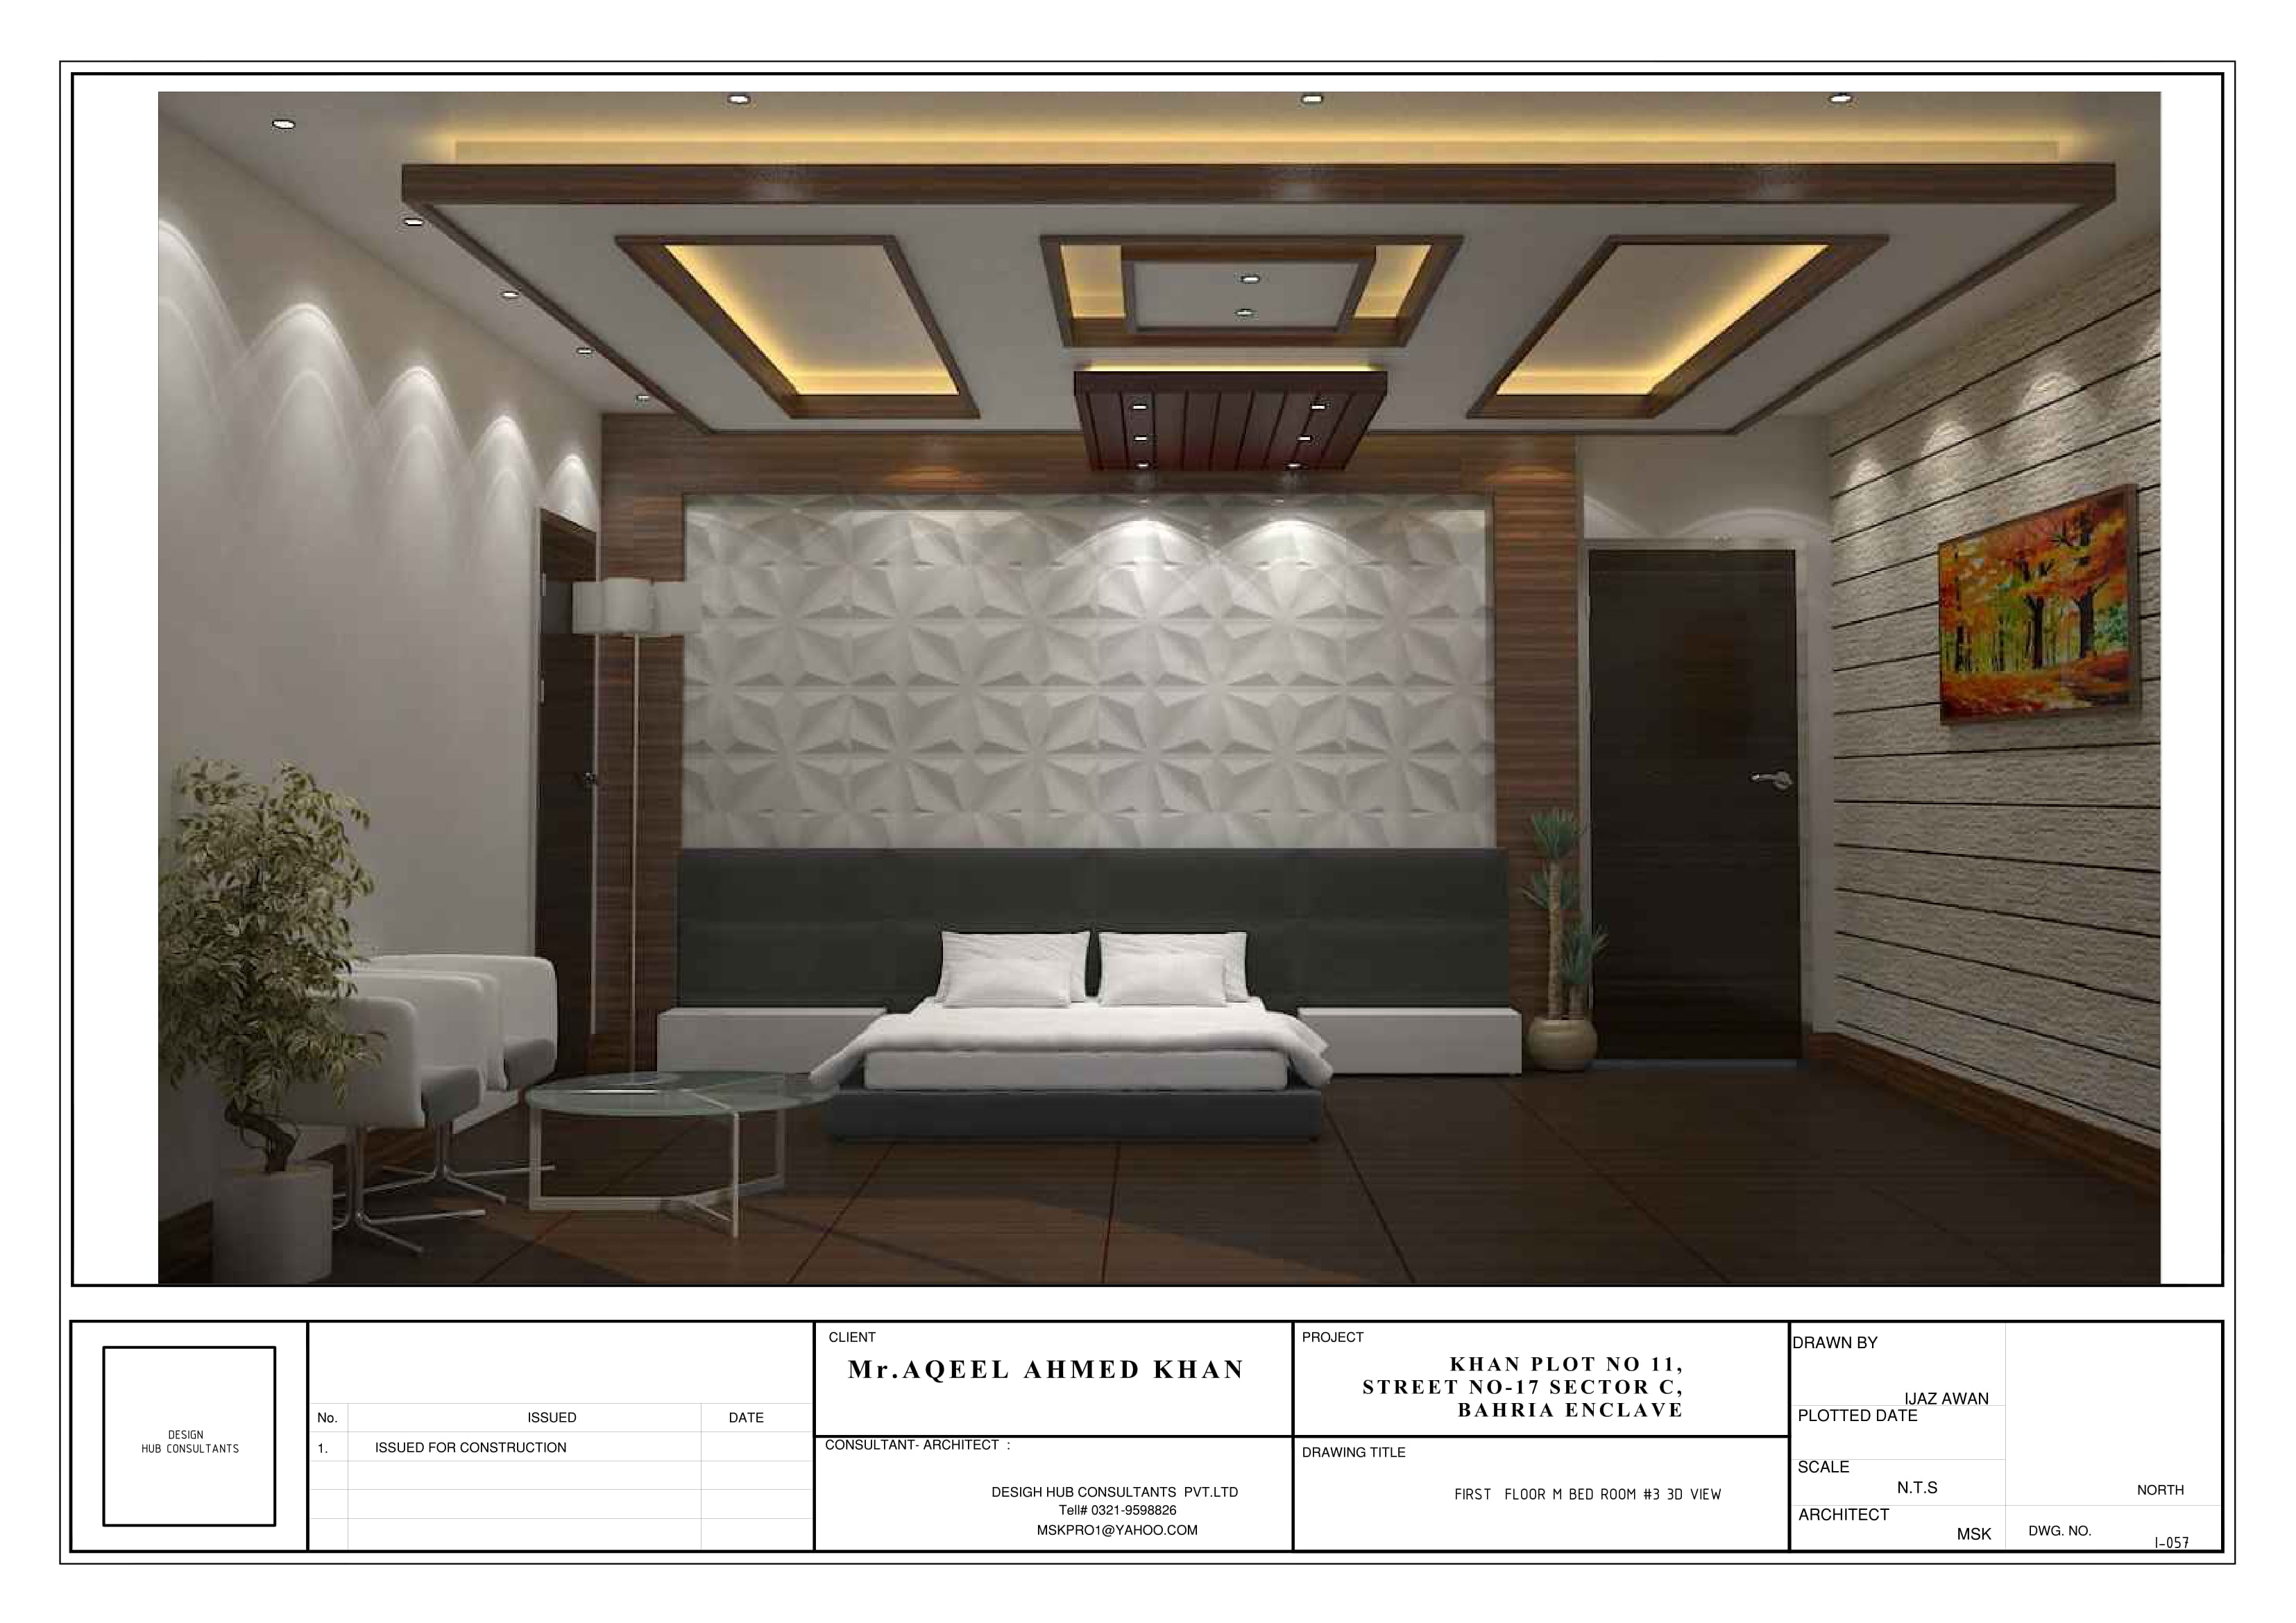 DESIGN
HUB CONSULTANTS
No. ISSUED DATE
1. ISSUED FOR CONSTRUCTION
CLIENT
Mr.AQEEL AHMED KHAN
CONSULTANT- ARCHITECT :
DESIGH HUB CONSULTANTS PVT.LTD
Tell# 0321-9598826
MSKPRO1@YAHOO.COM
PROJECT
KHAN PLOT NO 11,
STREET NO-17 SECTOR C,
BAHRIA ENCLAVE
DRAWING TITLE
FIRST FLOOR M BED ROOM #3 3D VIEW
DRAWN BY
IJAZ AWAN
PLOTTED DATE
SCALE
N.T.S
ARCHITECT
MSK
NORTH
DWG. NO.
I-057